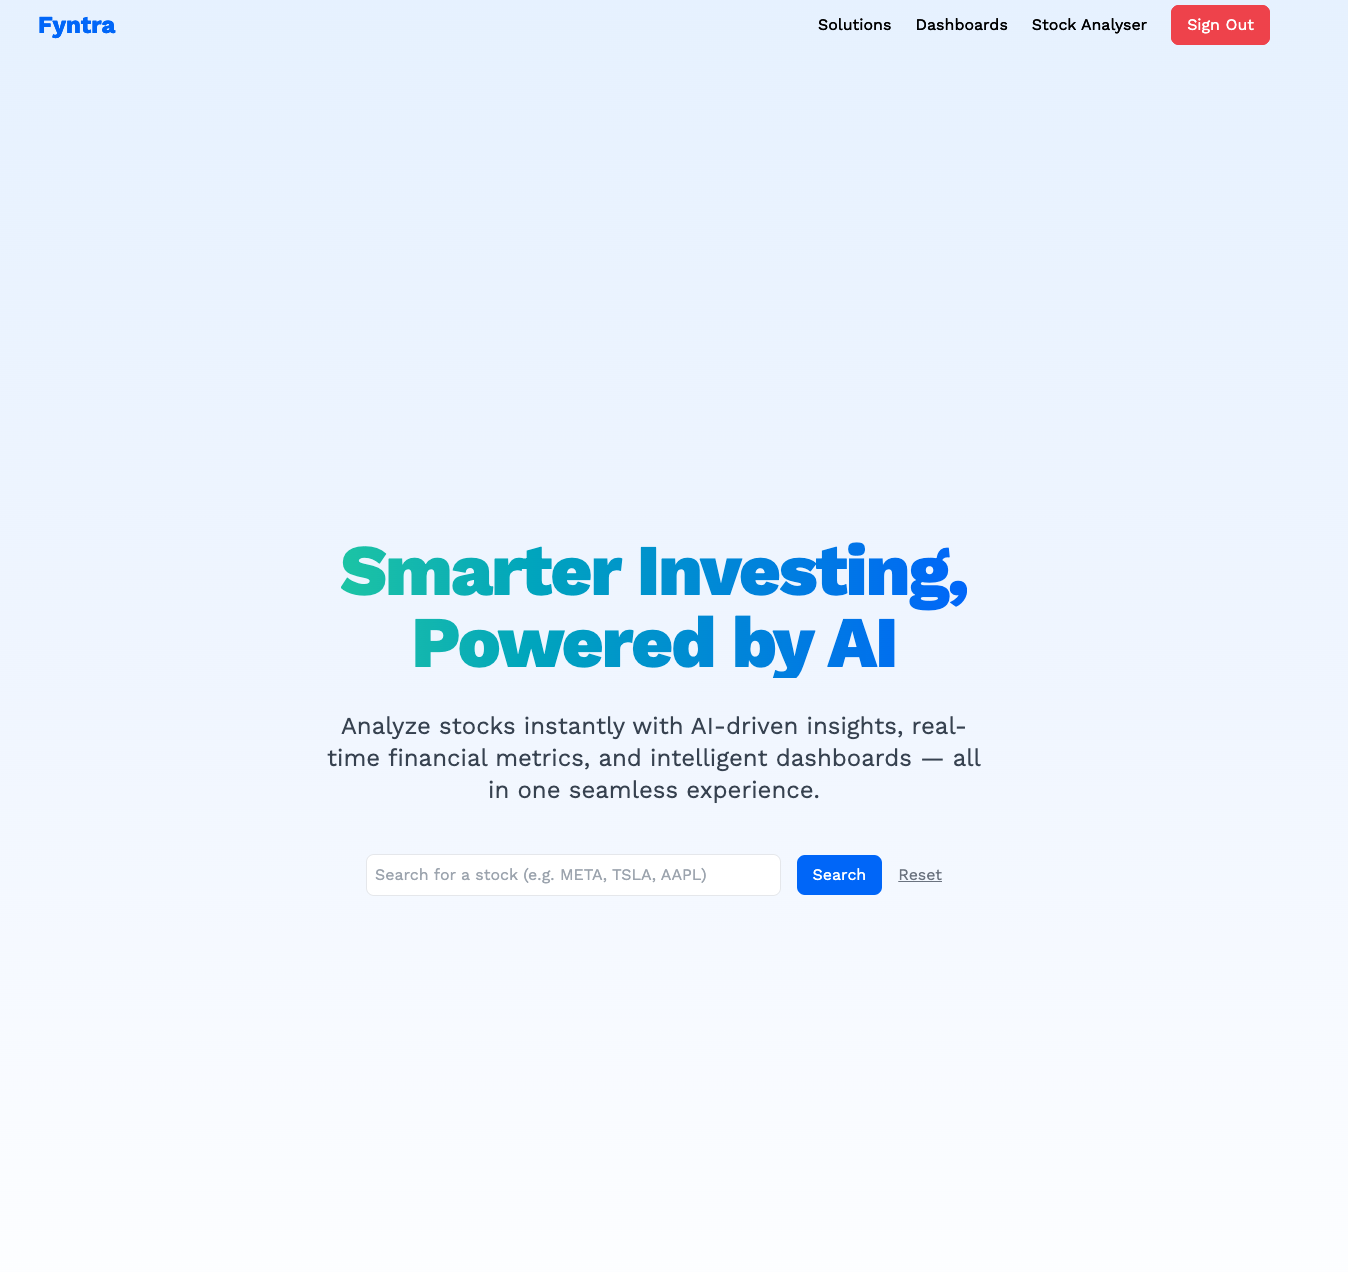 Fyntra
Solutions
Dashboards
Stock Analyser
Sign Out
Smarter Investing,
Powered by AI
Analyze stocks instantly with AI-driven insights, real-
time financial metrics, and intelligent dashboards — all
in one seamless experience.
Search for a stock (e.g. META, TSLA, AAPL)
Search
Reset